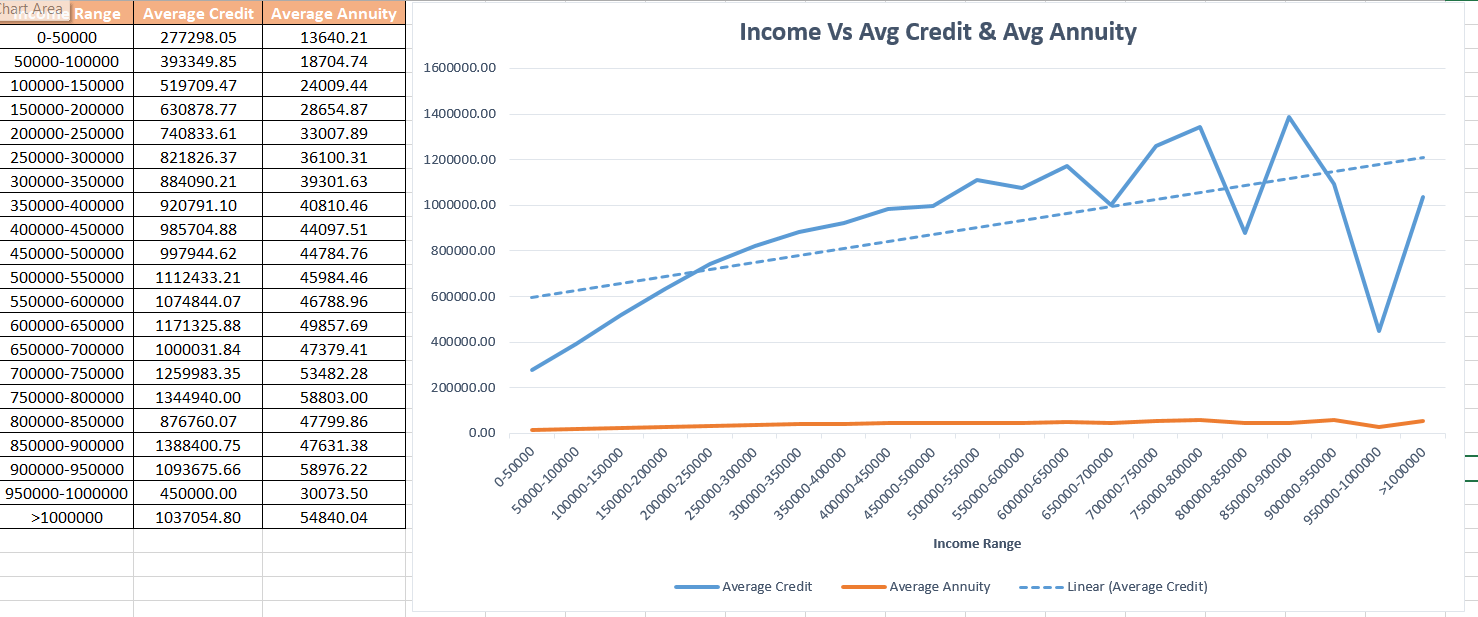 Chart Area
Income Range Average Credit Average Annuity
0-50000 277298.05 13640.21
50000-100000 393349.85 18704.74
100000-150000 519709.47 24009.44
150000-200000 630878.77 28654.87
200000-250000 740833.61 33007.89
250000-300000 821826.37 36100.31
300000-350000 884090.21 39301.63
350000-400000 920791.10 40810.46
400000-450000 985704.88 44097.51
450000-500000 997944.62 44784.76
500000-550000 1112433.21 45984.46
550000-600000 1074844.07 46788.96
600000-650000 1171325.88 49857.69
650000-700000 1000031.84 47379.41
700000-750000 1259983.35 53482.28
750000-800000 1344940.00 58803.00
800000-850000 876760.07 47799.86
850000-900000 1388400.75 47631.38
900000-950000 1093675.66 58976.22
950000-1000000 450000.00 30073.50
>1000000 1037054.80 54840.04
Income Vs Avg Credit & Avg Annuity
1600000.00
1400000.00
1200000.00
1000000.00
800000.00
600000.00
400000.00
200000.00
0.00
0-50000
50000-100000
100000-150000
150000-200000
200000-250000
250000-300000
300000-350000
350000-400000
400000-450000
450000-500000
500000-550000
550000-600000
600000-650000
650000-700000
700000-750000
750000-800000
800000-850000
850000-900000
900000-950000
950000-1000000
>1000000
Income Range
Average Credit Average Annuity Linear (Average Credit)